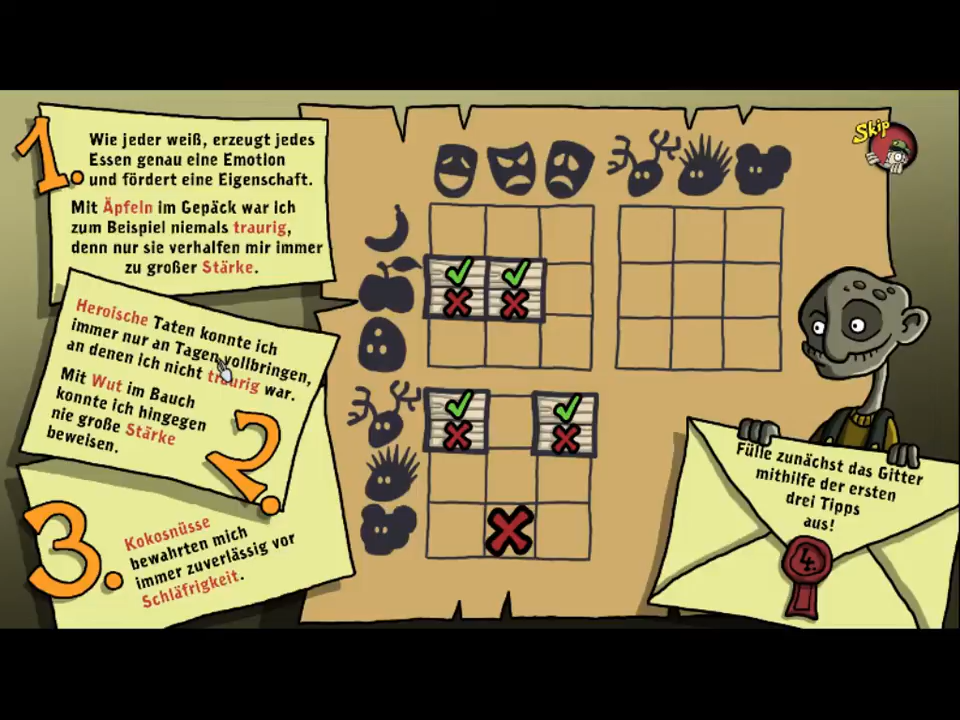 1.
Wie jeder weiß, erzeugt jedes
Essen genau eine Emotion
und fördert eine Eigenschaft.
Mit Äpfeln im Gepäck war ich
zum Beispiel niemals traurig,
denn nur sie verhalfen mir immer
zu großer Stärke.
Heroische Taten konnte ich
immer nur an Tagen vollbringen,
an denen ich nicht traurig war.
Mit Wut im Bauch
konnte ich hingegen
nie große Stärke
beweisen.
2.
3.
Kokosnüsse
bewahrten mich
immer zuverlässig vor
Schläfrigkeit.
Skip
Fülle zunächst das Gitter
mithilfe der ersten
drei Tipps
aus!
4.